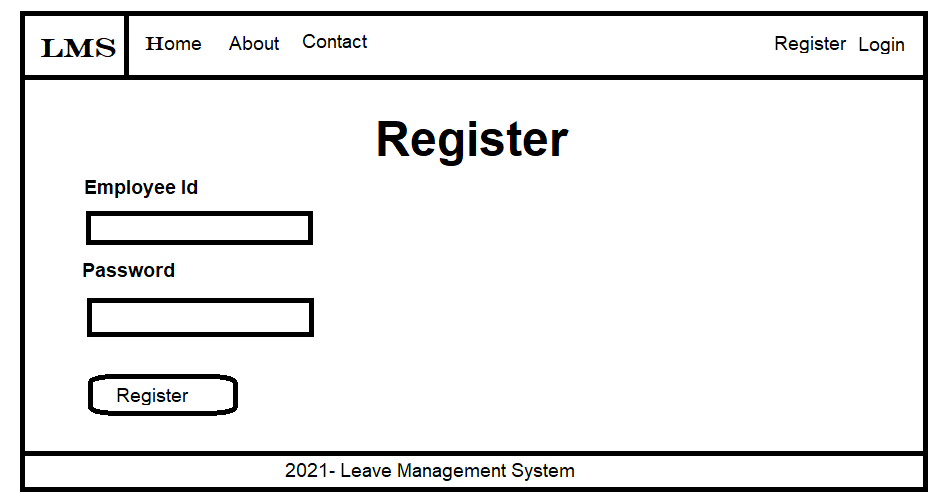 LMS Home About Contact Register Login
Register
Employee Id
Password
Register
2021- Leave Management System